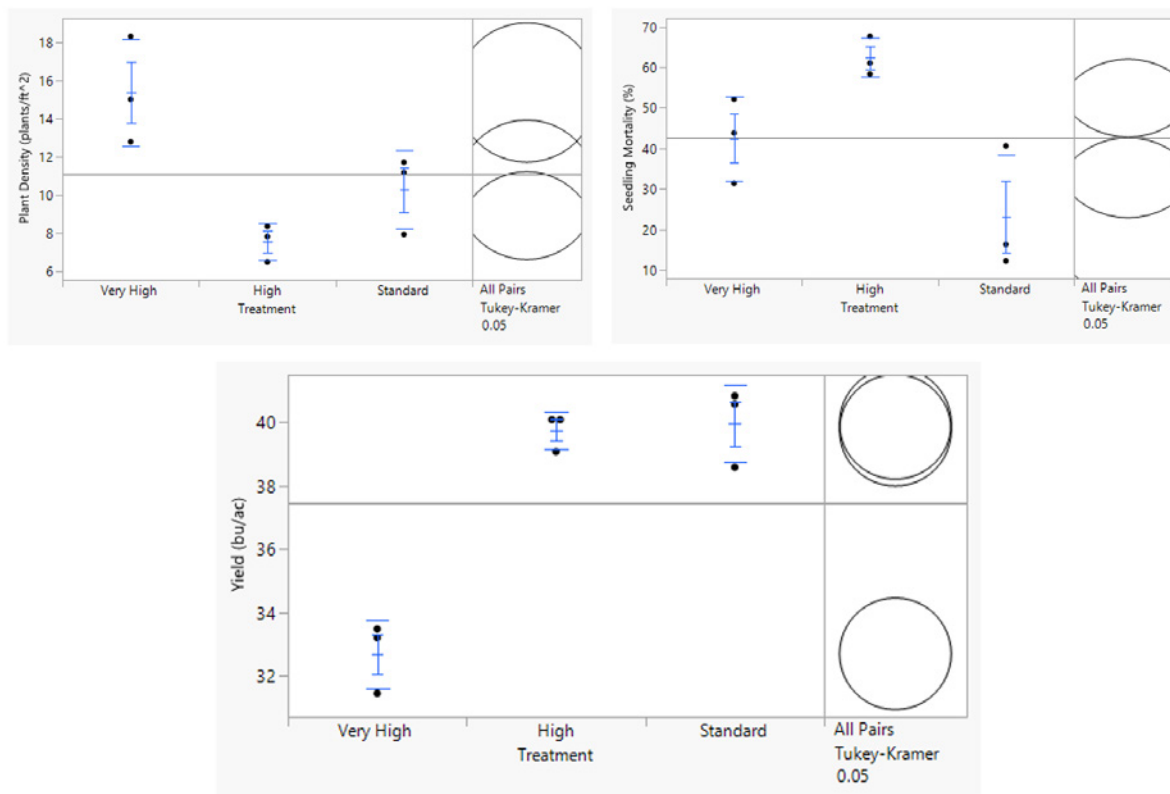 Plant Density (plants/ft^2)
18
16
14
12
10
8
6
Very High High Standard
Treatment
All Pairs
Tukey-Kramer
0.05
Seedling Mortality (%)
70
60
50
40
30
20
10
Very High High Standard
Treatment
All Pairs
Tukey-Kramer
0.05
Yield (bu/ac)
40
38
36
34
32
Very High High Standard
Treatment
All Pairs
Tukey-Kramer
0.05